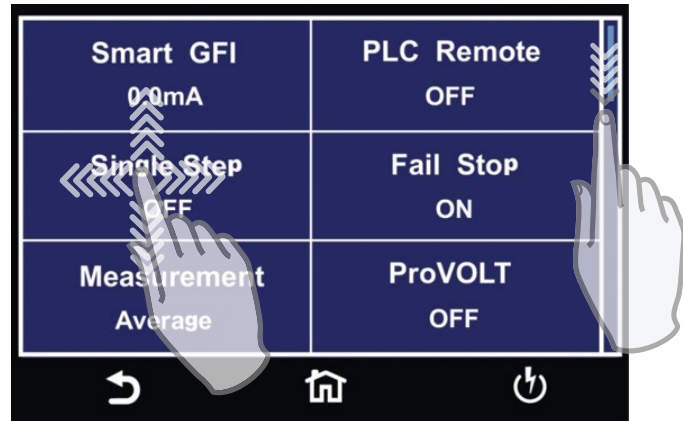 Smart GFI
0.0mA
PLC Remote
OFF
Single Step
OFF
Fail Stop
ON
Measurement
Average
ProVOLT
OFF